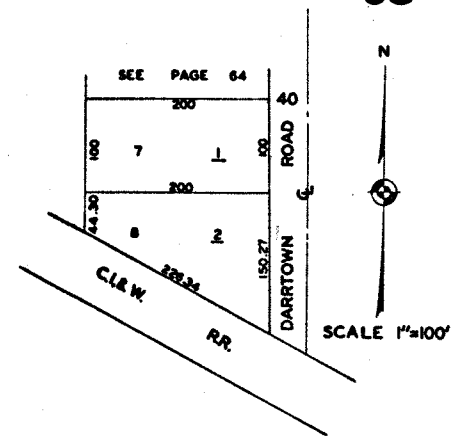 N
SEE PAGE 64
200
40
100
7
1
100
ROAD
200
℄
44.30
8
2
150.27
DARRTOWN
226.34
C.I.& W.
R.R.
SCALE 1"=100'